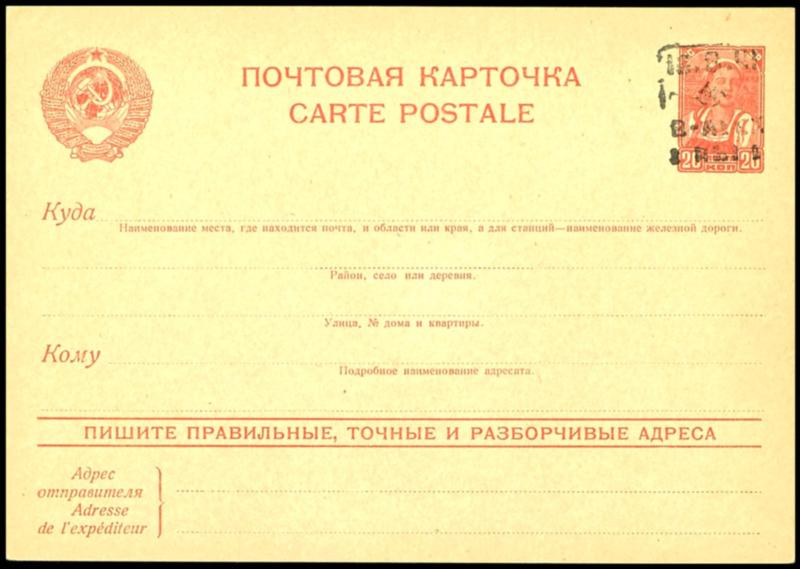 ПОЧТОВАЯ КАРТОЧКА
CARTE POSTALE
20 КОП 20
Куда
Наименование места, где находится почта, и области или края, а для станций—наименование железной дороги.
Район, село или деревня.
Улица, № дома и квартиры.
Кому
Подробное наименование адресата.
ПИШИТЕ ПРАВИЛЬНЫЕ, ТОЧНЫЕ И РАЗБОРЧИВЫЕ АДРЕСА
Адрес
отправителя
Adresse
de l'expéditeur